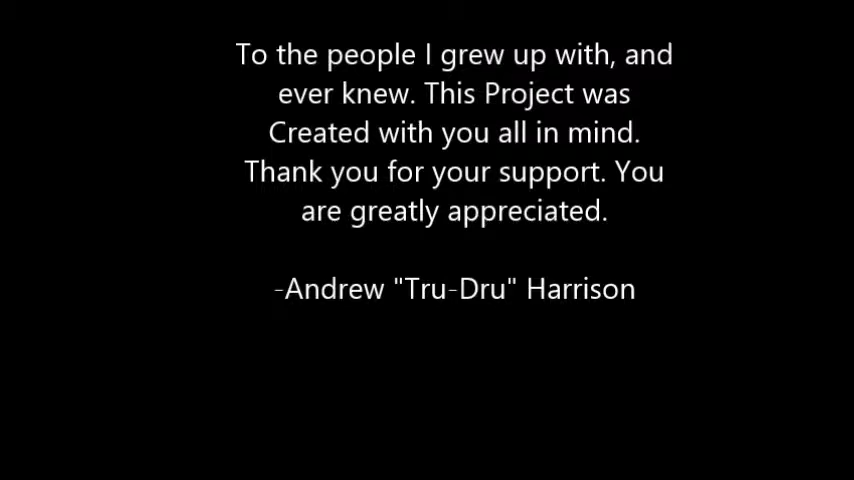 To the people I grew up with, and
ever knew. This Project was
Created with you all in mind.
Thank you for your support. You
are greatly appreciated.
-Andrew "Tru-Dru" Harrison